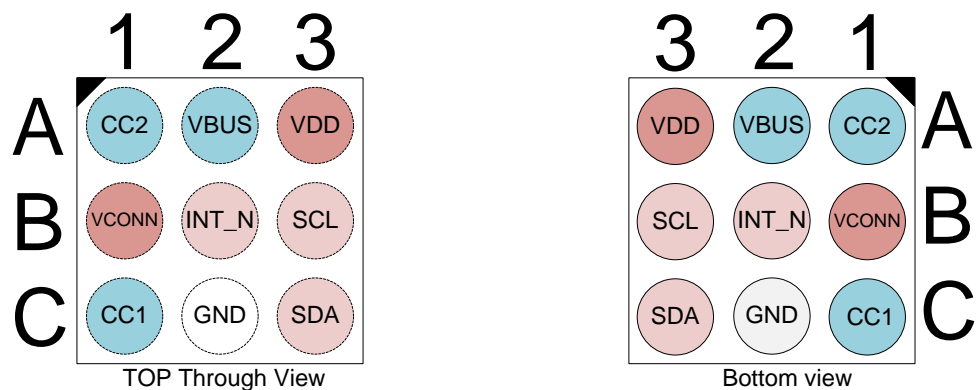 1 2 3
A CC2 VBUS VDD
B VCONN INT_N SCL
C CC1 GND SDA
TOP Through View
3 2 1
VDD VBUS CC2 A
SCL INT_N VCONN B
SDA GND CC1 C
Bottom view